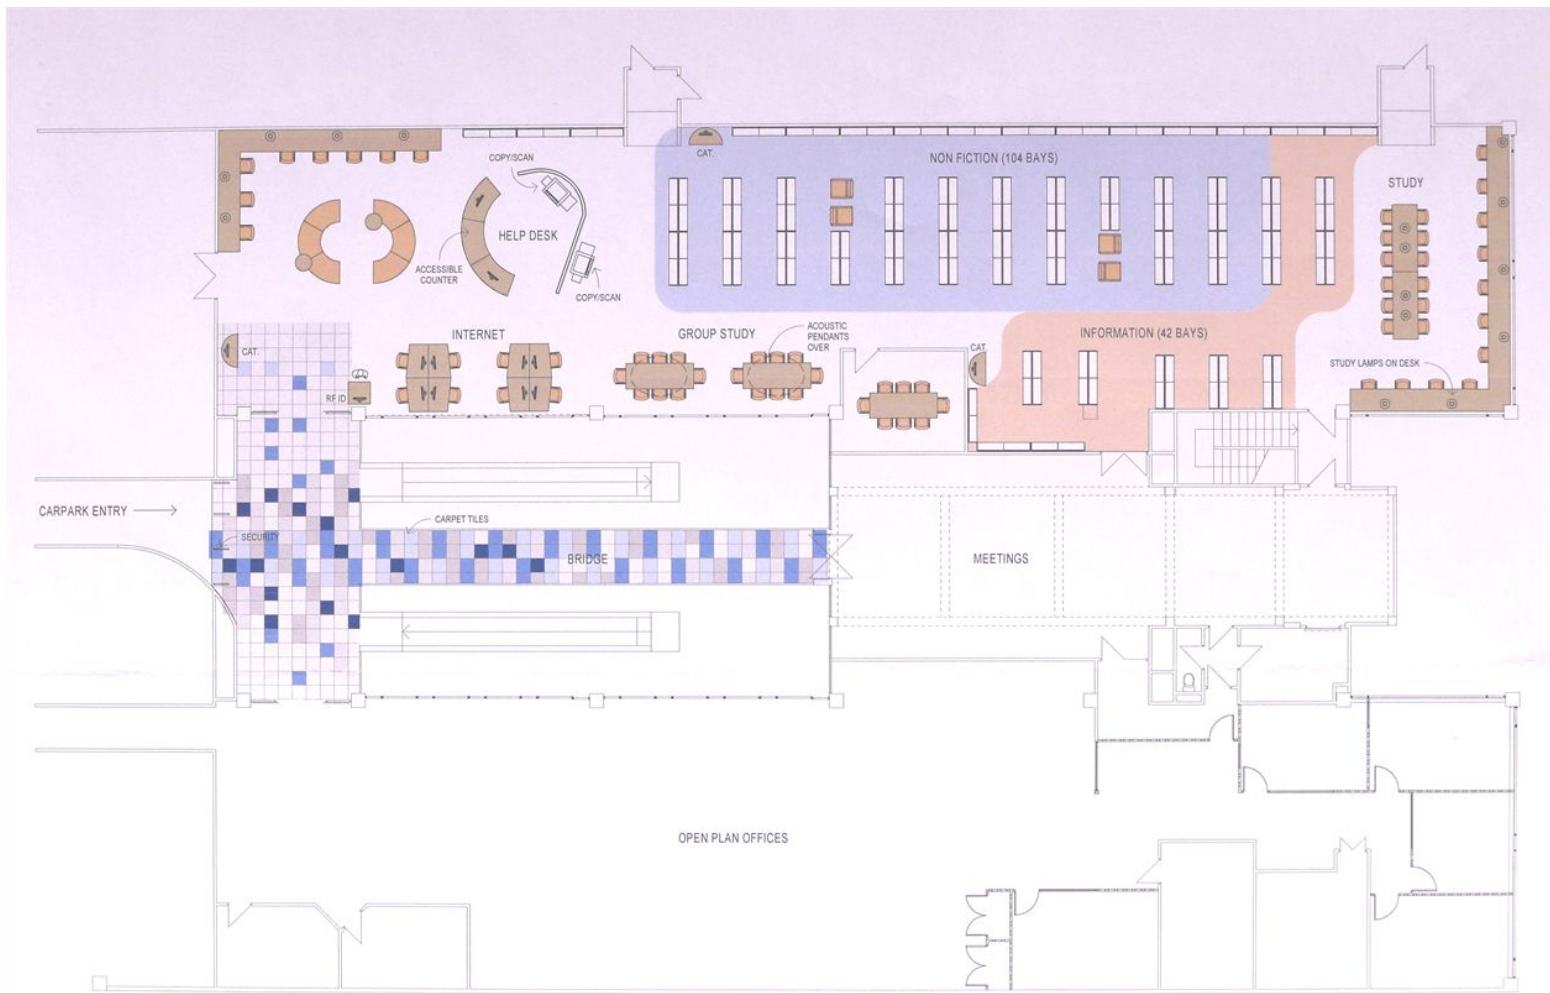 COPY/SCAN
CAT.
NON FICTION (104 BAYS)
STUDY
HELP DESK
ACCESSIBLE
COUNTER
COPY/SCAN
INTERNET
GROUP STUDY
ACOUSTIC
PENDANTS
OVER
INFORMATION (42 BAYS)
CAT.
CAT.
STUDY LAMPS ON DESK
RFID
CARPARK ENTRY
SECURITY
CARPET TILES
BRIDGE
MEETINGS
OPEN PLAN OFFICES